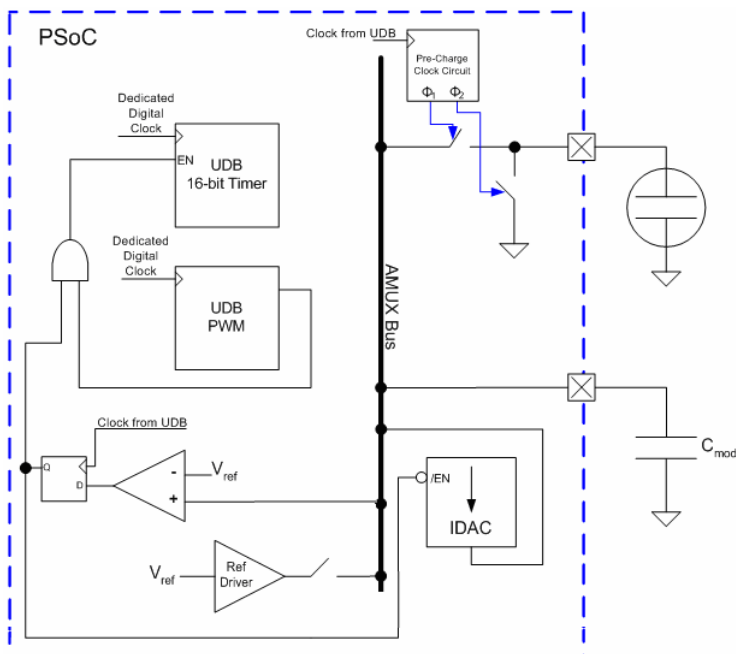 PSoC
Clock from UDB
Pre-Charge
Clock Circuit
Φ1 Φ2
Dedicated
Digital
Clock
EN
UDB
16-bit Timer
Dedicated
Digital
Clock
UDB
PWM
AMUX Bus
Clock from UDB
Q
D
-
+
Vref
/EN
IDAC
Cmod
Vref
Ref
Driver